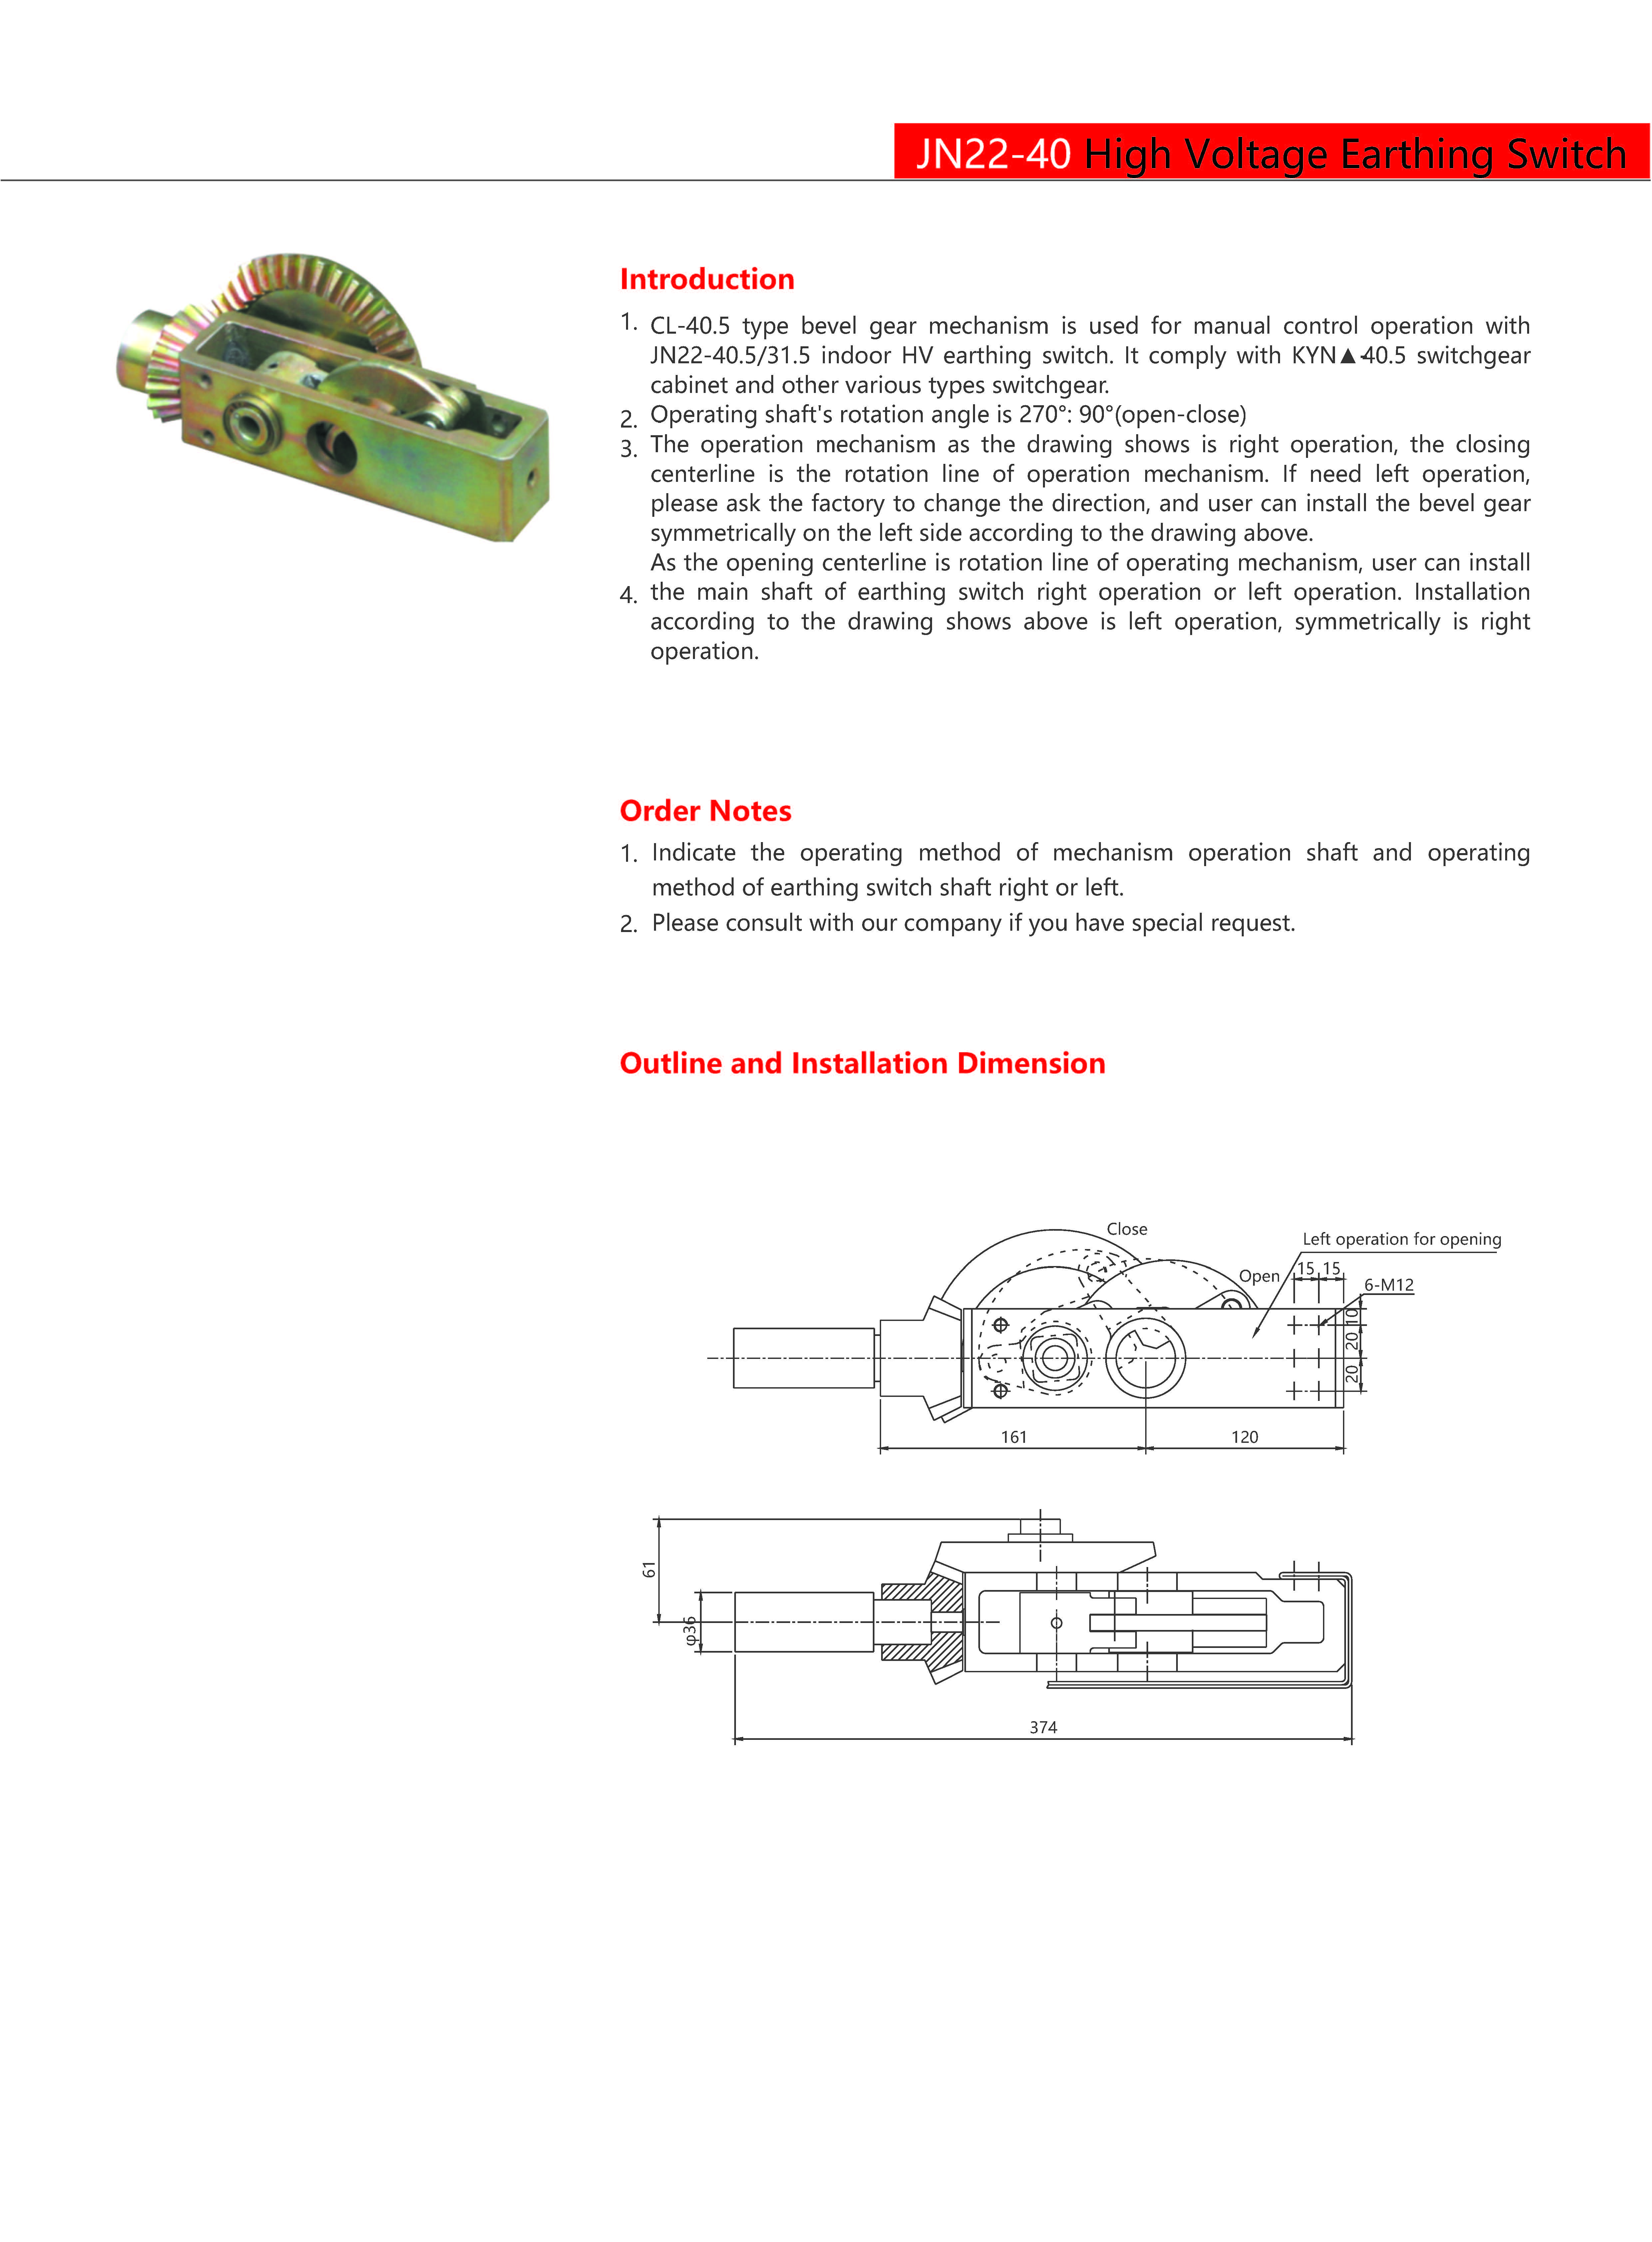 JN22-40 High Voltage Earthing Switch
Introduction
1. CL-40.5 type bevel gear mechanism is used for manual control operation with
JN22-40.5/31.5 indoor HV earthing switch. It comply with KYN▲-40.5 switchgear
cabinet and other various types switchgear.
2. Operating shaft's rotation angle is 270°: 90°(open-close)
3. The operation mechanism as the drawing shows is right operation, the closing
centerline is the rotation line of operation mechanism. If need left operation,
please ask the factory to change the direction, and user can install the bevel gear
symmetrically on the left side according to the drawing above.
As the opening centerline is rotation line of operating mechanism, user can install
4. the main shaft of earthing switch right operation or left operation. Installation
according to the drawing shows above is left operation, symmetrically is right
operation.
Order Notes
1. Indicate the operating method of mechanism operation shaft and operating
method of earthing switch shaft right or left.
2. Please consult with our company if you have special request.
Outline and Installation Dimension
Close
Left operation for opening
Open
15 15
6-M12
10
20
20
161
120
61
φ36
374